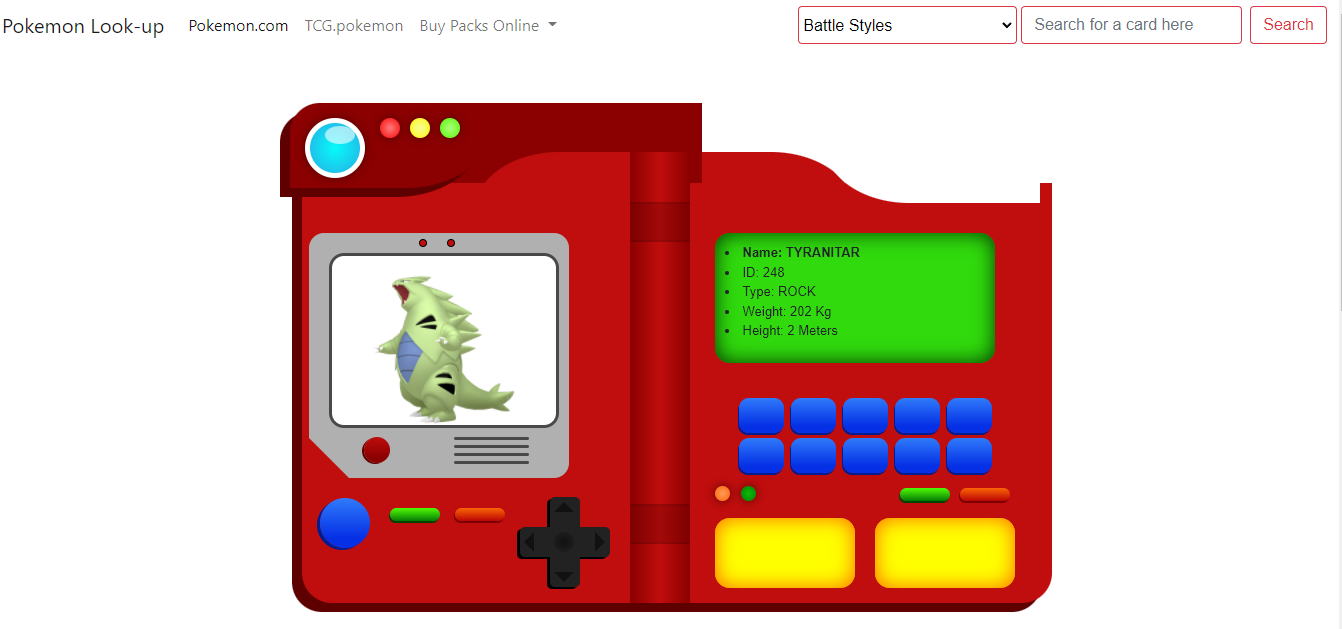 Pokemon Look-up Pokemon.com TCG.pokemon Buy Packs Online Battle Styles Search for a card here Search
Name: TYRANITAR
ID: 248
Type: ROCK
Weight: 202 Kg
Height: 2 Meters